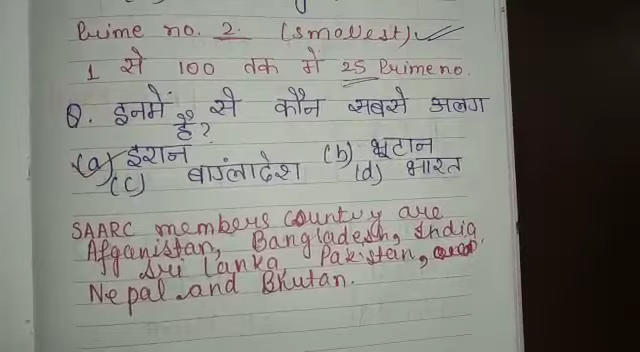 Prime no. 2. (smallest)
1 से 100 तक में 25 Prime no.
Q. इनमें से कौन सबसे अलग
है?
(a) इरान (b) भूटान
(c) बाग्लांदेश (d) भारत
SAARC members country are
Afganistan, Bangladesh, India
Sri Lanka Pakistan,
Nepal and Bhutan.